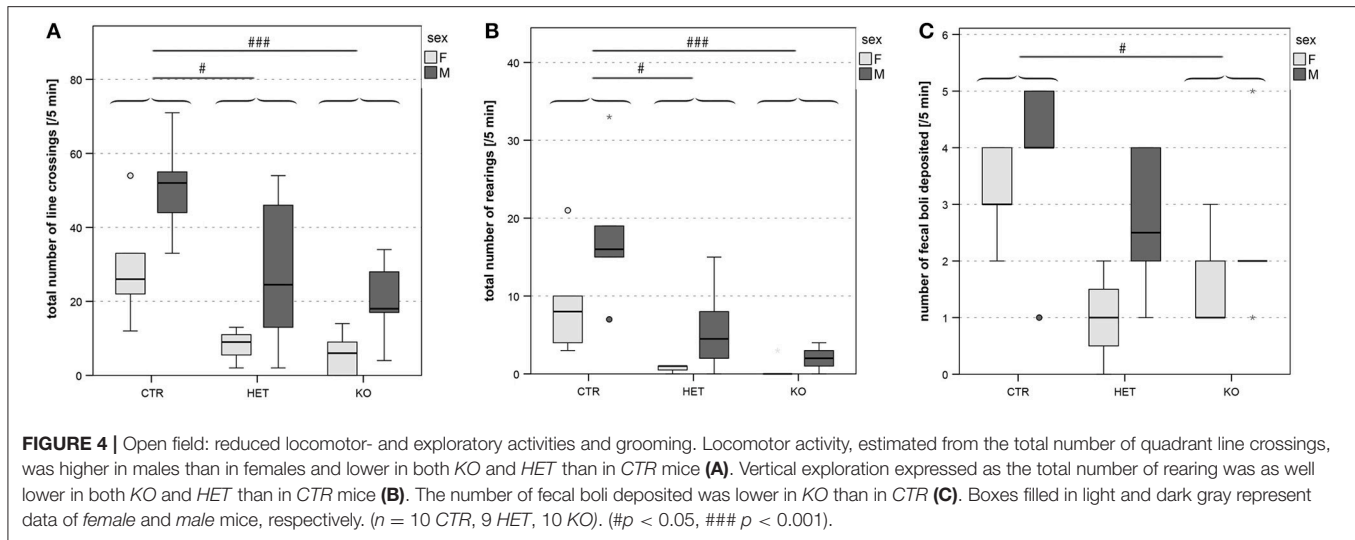 A
###
#
sex
F
M
total number of line crossings [/5 min]
80
60
40
20
0
CTR
HET
KO
B
###
#
sex
F
M
total number of rearings [/5 min]
40
30
20
10
0
*
*
CTR
HET
KO
C
#
sex
F
M
number of fecal boli deposited [/5 min]
6
5
4
3
2
1
0
*
*
CTR
HET
KO
FIGURE 4 | Open field: reduced locomotor- and exploratory activities and grooming. Locomotor activity, estimated from the total number of quadrant line crossings,
was higher in males than in females and lower in both KO and HET than in CTR mice (A). Vertical exploration expressed as the total number of rearing was as well
lower in both KO and HET than in CTR mice (B). The number of fecal boli deposited was lower in KO than in CTR (C). Boxes filled in light and dark gray represent
data of female and male mice, respectively. (n = 10 CTR, 9 HET, 10 KO). (#p < 0.05, ### p < 0.001).